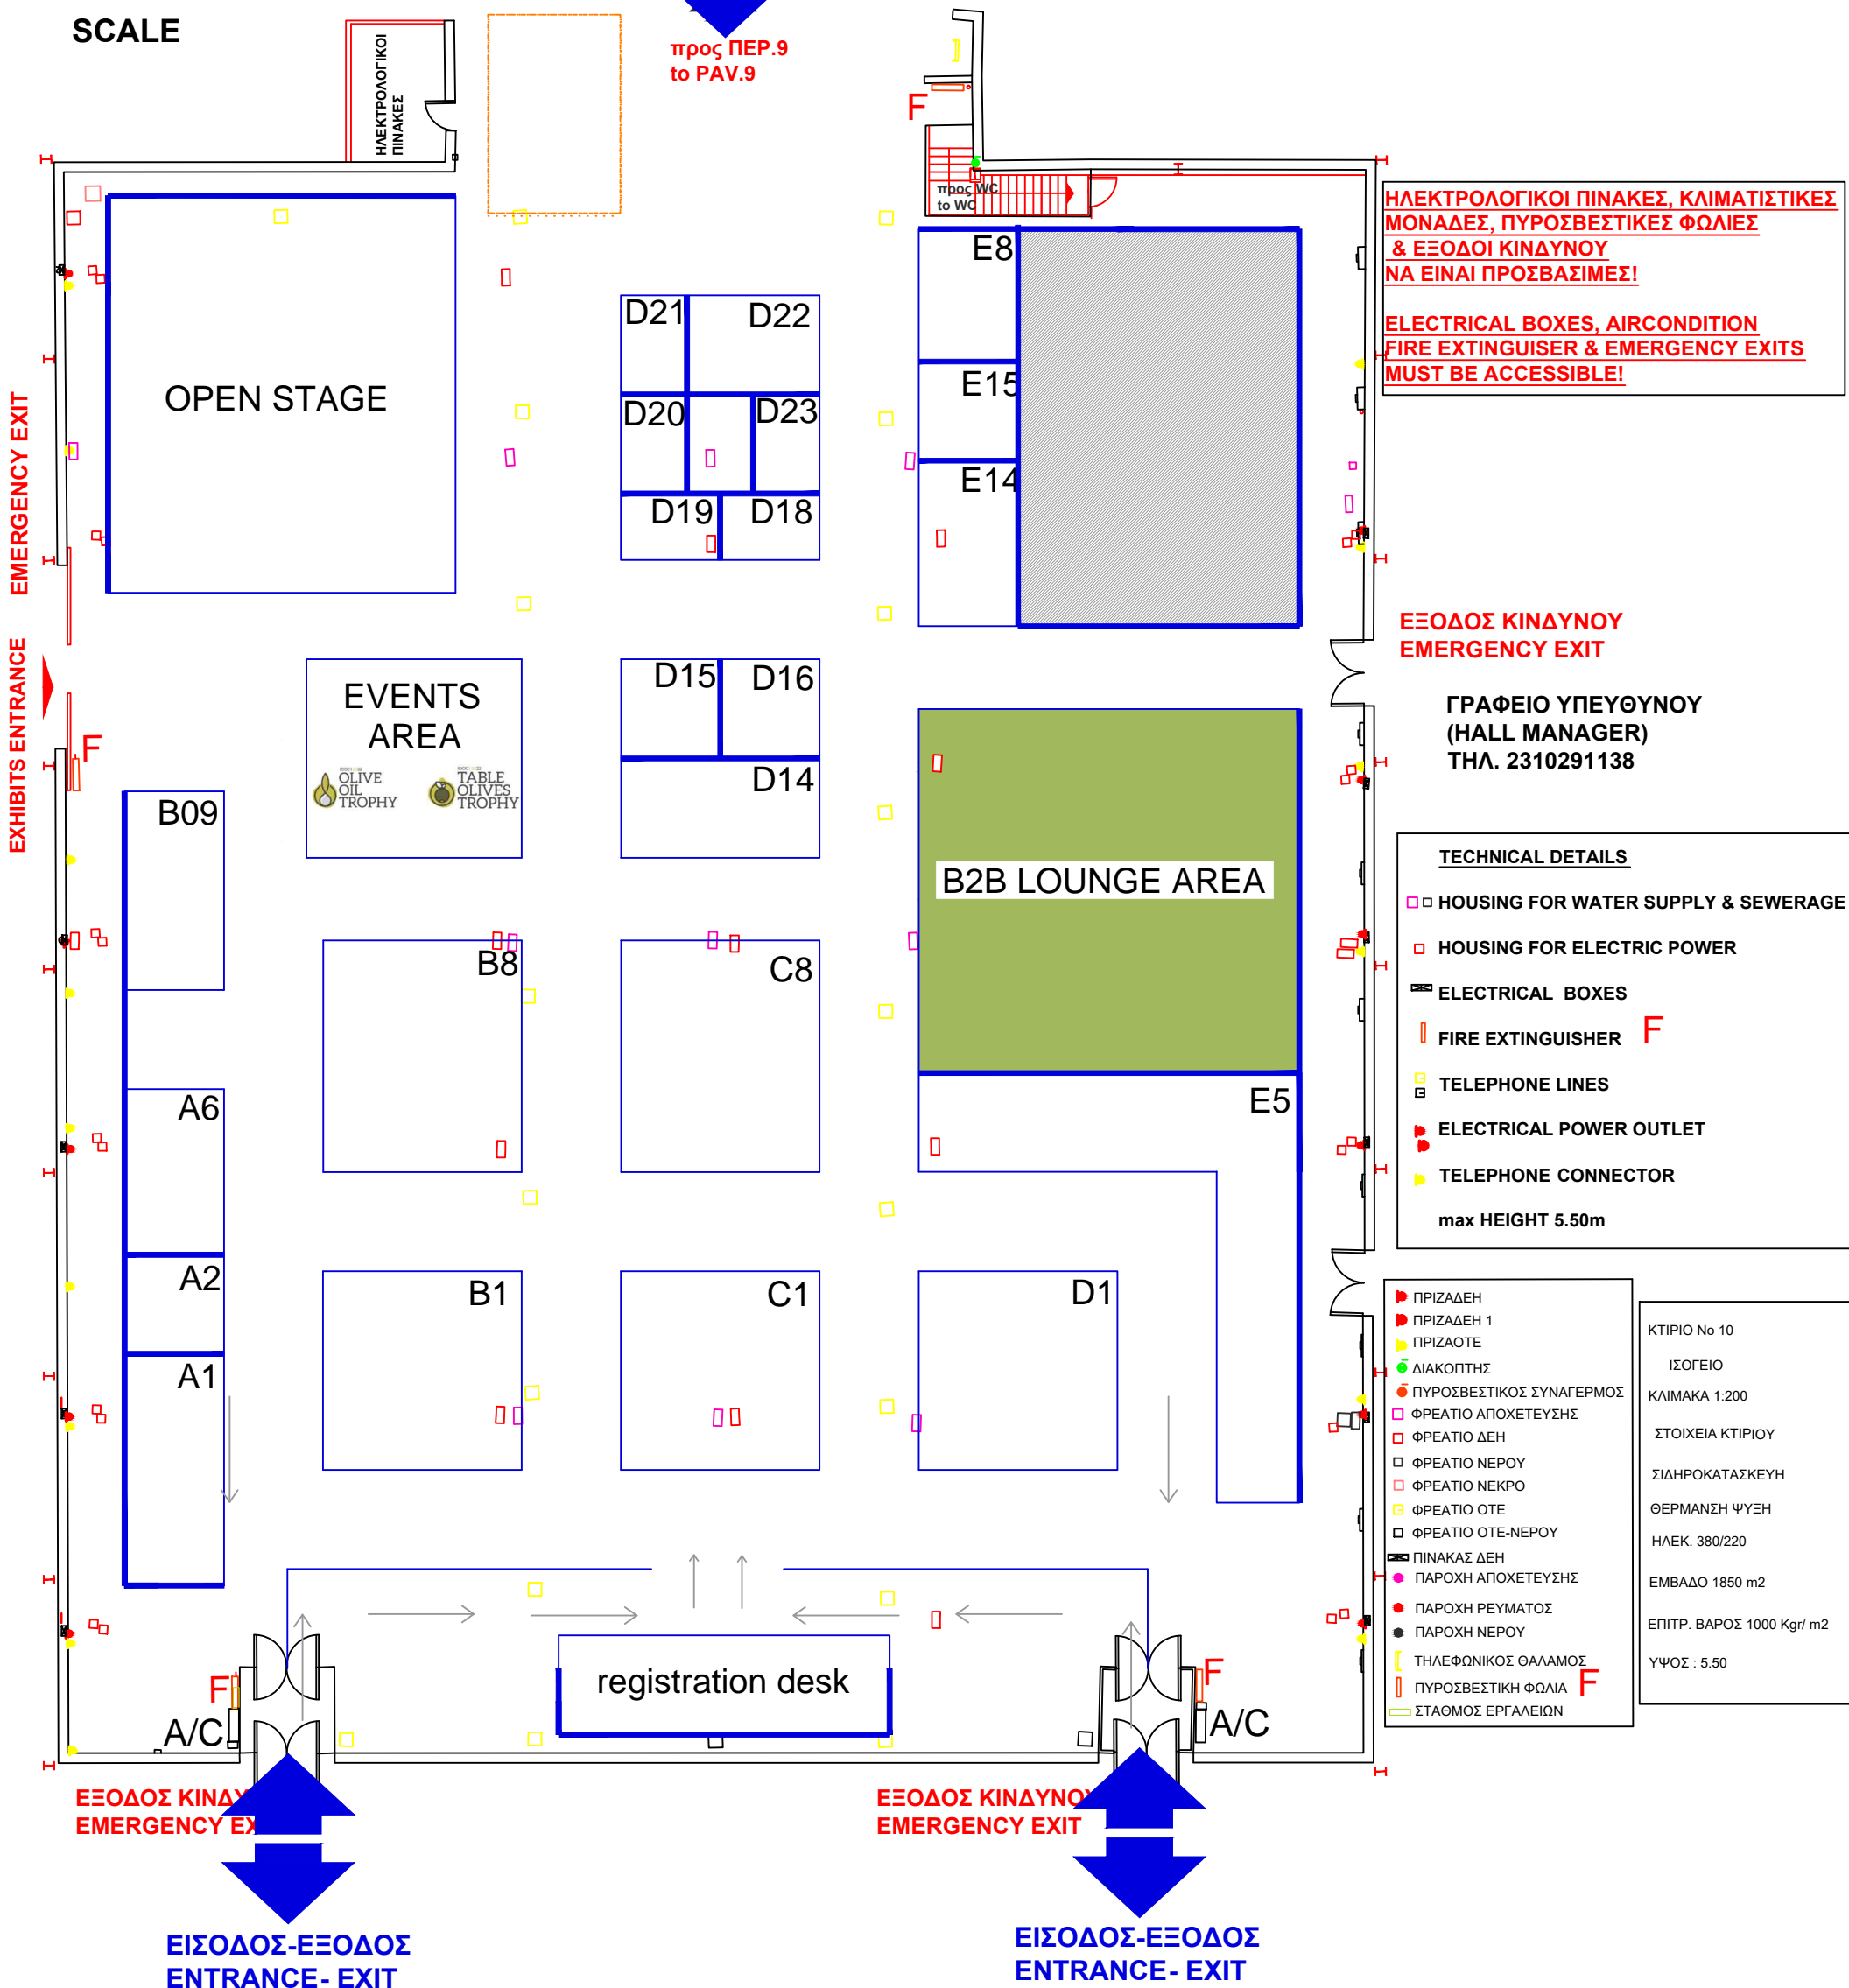 SCALE
ΗΛΕΚΤΡΟΛΟΓΙΚΟΙ
ΠΙΝΑΚΕΣ
προς ΠΕΡ.9
to PAV.9
F
προς WC
to WC
ΗΛΕΚΤΡΟΛΟΓΙΚΟΙ ΠΙΝΑΚΕΣ, ΚΛΙΜΑΤΙΣΤΙΚΕΣ
ΜΟΝΑΔΕΣ, ΠΥΡΟΣΒΕΣΤΙΚΕΣ ΦΩΛΙΕΣ
& ΕΞΟΔΟΙ ΚΙΝΔΥΝΟΥ
ΝΑ ΕΙΝΑΙ ΠΡΟΣΒΑΣΙΜΕΣ!
ELECTRICAL BOXES, AIRCONDITION
FIRE EXTINGUISER & EMERGENCY EXITS
MUST BE ACCESSIBLE!
OPEN STAGE
D21
D22
D20
D23
D19
D18
E8
E15
E14
EMERGENCY EXIT
EXHIBITS ENTRANCE
F
ΕΞΟΔΟΣ ΚΙΝΔΥΝΟΥ
EMERGENCY EXIT
ΓΡΑΦΕΙΟ ΥΠΕΥΘΥΝΟΥ
(HALL MANAGER)
ΤΗΛ. 2310291138
EVENTS
AREA
OLIVE
OIL
TROPHY
TABLE
OLIVES
TROPHY
D15
D16
D14
B2B LOUNGE AREA
B09
B8
C8
E5
A6
A2
A1
B1
C1
D1
TECHNICAL DETAILS
HOUSING FOR WATER SUPPLY & SEWERAGE
HOUSING FOR ELECTRIC POWER
ELECTRICAL BOXES
FIRE EXTINGUISHER F
TELEPHONE LINES
ELECTRICAL POWER OUTLET
TELEPHONE CONNECTOR
max HEIGHT 5.50m
ΠΡΙΖΑΔΕΗ
ΠΡΙΖΑΔΕΗ 1
ΠΡΙΖΑΟΤΕ
ΔΙΑΚΟΠΤΗΣ
ΠΥΡΟΣΒΕΣΤΙΚΟΣ ΣΥΝΑΓΕΡΜΟΣ
ΦΡΕΑΤΙΟ ΑΠΟΧΕΤΕΥΣΗΣ
ΦΡΕΑΤΙΟ ΔΕΗ
ΦΡΕΑΤΙΟ ΝΕΡΟΥ
ΦΡΕΑΤΙΟ ΝΕΚΡΟ
ΦΡΕΑΤΙΟ ΟΤΕ
ΦΡΕΑΤΙΟ ΟΤΕ-ΝΕΡΟΥ
ΠΙΝΑΚΑΣ ΔΕΗ
ΠΑΡΟΧΗ ΑΠΟΧΕΤΕΥΣΗΣ
ΠΑΡΟΧΗ ΡΕΥΜΑΤΟΣ
ΠΑΡΟΧΗ ΝΕΡΟΥ
ΤΗΛΕΦΩΝΙΚΟΣ ΘΑΛΑΜΟΣ
ΠΥΡΟΣΒΕΣΤΙΚΗ ΦΩΛΙΑ F
ΣΤΑΘΜΟΣ ΕΡΓΑΛΕΙΩΝ
ΚΤΙΡΙΟ Νο 10
ΙΣΟΓΕΙΟ
ΚΛΙΜΑΚΑ 1:200
ΣΤΟΙΧΕΙΑ ΚΤΙΡΙΟΥ
ΣΙΔΗΡΟΚΑΤΑΣΚΕΥΗ
ΘΕΡΜΑΝΣΗ ΨΥΞΗ
ΗΛΕΚ. 380/220
ΕΜΒΑΔΟ 1850 m2
ΕΠΙΤΡ. ΒΑΡΟΣ 1000 Kgr/ m2
ΥΨΟΣ : 5.50
registration desk
F
A/C
F
A/C
ΕΞΟΔΟΣ ΚΙΝΔΥ
EMERGENCY EX
ΕΞΟΔΟΣ ΚΙΝΔΥΝΟΥ
EMERGENCY EXIT
ΕΙΣΟΔΟΣ-ΕΞΟΔΟΣ
ENTRANCE- EXIT
ΕΙΣΟΔΟΣ-ΕΞΟΔΟΣ
ENTRANCE- EXIT